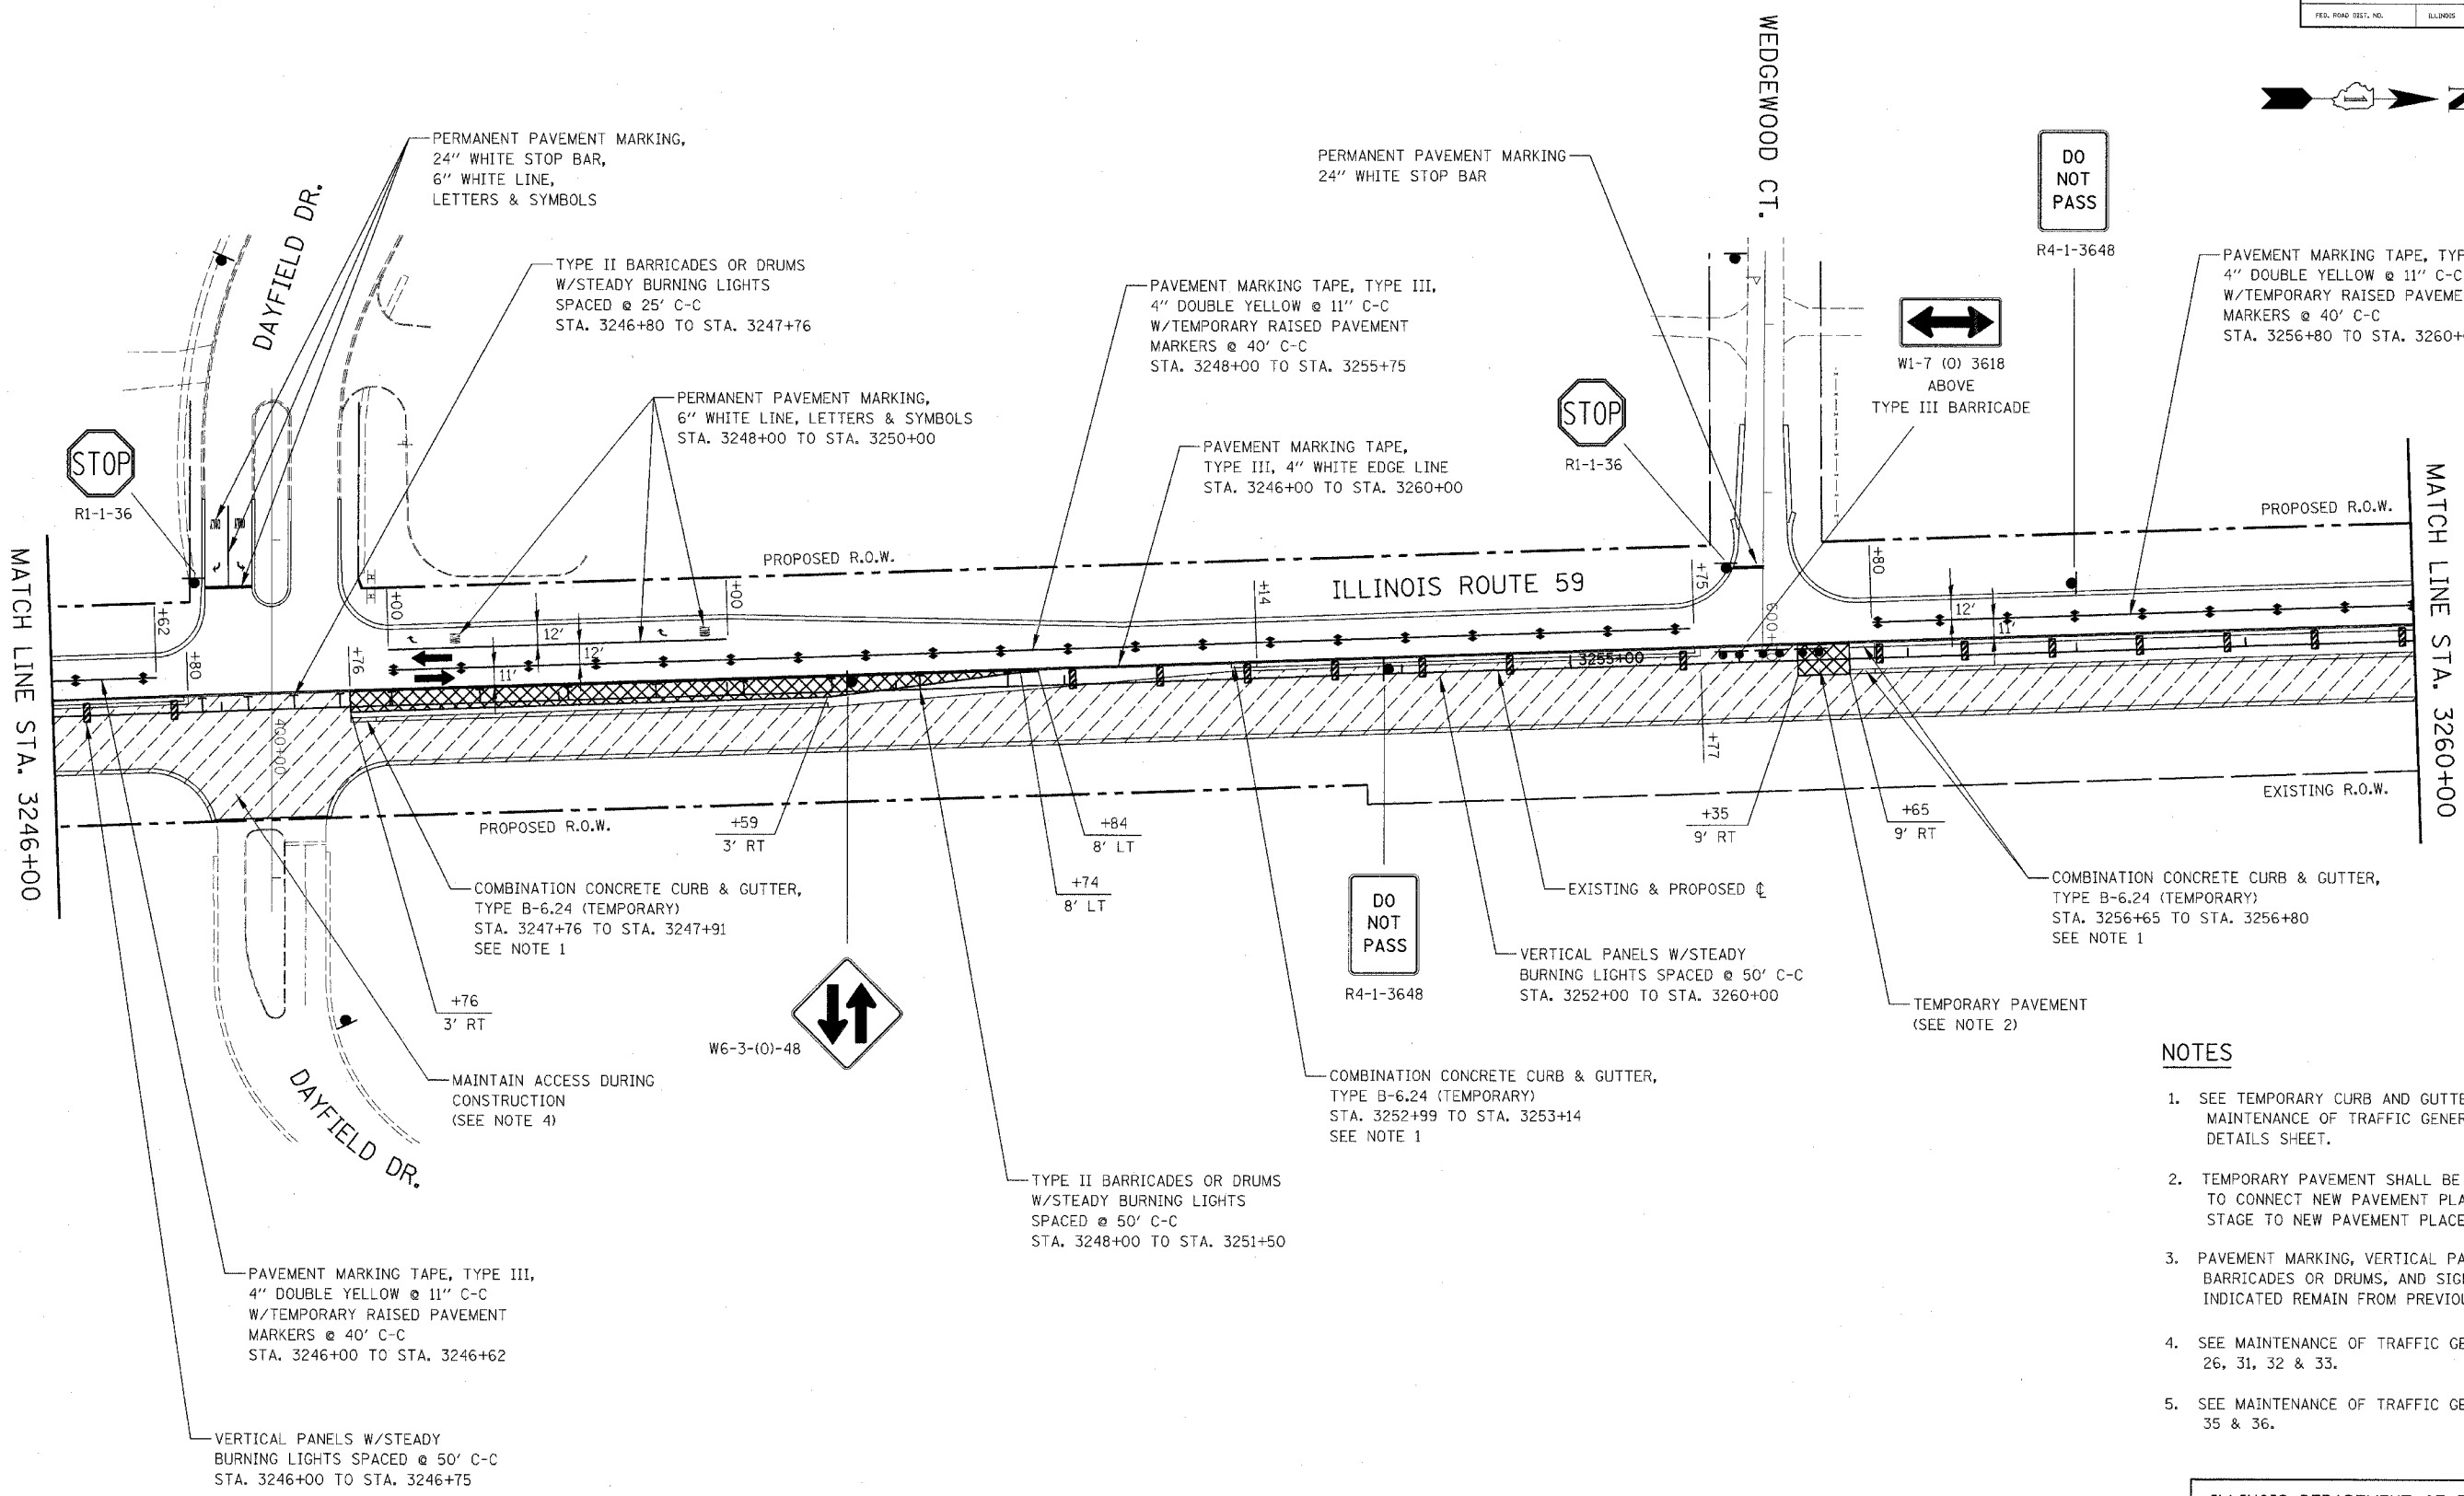 FED. ROAD DIST. NO.
ILLINOIS
WEDGEWOOD CT.
PERMANENT PAVEMENT MARKING,
24" WHITE STOP BAR,
6" WHITE LINE,
LETTERS & SYMBOLS
DAYFIELD DR.
TYPE II BARRICADES OR DRUMS
W/STEADY BURNING LIGHTS
SPACED @ 25' C-C
STA. 3246+80 TO STA. 3247+76
PERMANENT PAVEMENT MARKING
24" WHITE STOP BAR
DO
NOT
PASS
R4-1-3648
PAVEMENT MARKING TAPE, TYPE III,
4" DOUBLE YELLOW @ 11" C-C
W/TEMPORARY RAISED PAVEMENT
MARKERS @ 40' C-C
STA. 3248+00 TO STA. 3255+75
PAVEMENT MARKING TAPE, TYP
4" DOUBLE YELLOW @ 11" C-C
W/TEMPORARY RAISED PAVEME
MARKERS @ 40' C-C
STA. 3256+80 TO STA. 3260+
W1-7 (O) 3618
ABOVE
TYPE III BARRICADE
PERMANENT PAVEMENT MARKING,
6" WHITE LINE, LETTERS & SYMBOLS
STA. 3248+00 TO STA. 3250+00
PAVEMENT MARKING TAPE,
TYPE III, 4" WHITE EDGE LINE
STA. 3246+00 TO STA. 3260+00
STOP
R1-1-36
STOP
R1-1-36
MATCH LINE STA. 3246+00
MATCH LINE STA. 3260+00
PROPOSED R.O.W.
PROPOSED R.O.W.
ILLINOIS ROUTE 59
+62
+80
+76
+00
+00
+14
+75
+80
12'
12'
11'
12'
11'
3255+00
600+
400+00
+77
PROPOSED R.O.W.
EXISTING R.O.W.
+59
3' RT
+84
8' LT
+74
8' LT
+35
9' RT
+65
9' RT
+76
3' RT
COMBINATION CONCRETE CURB & GUTTER,
TYPE B-6.24 (TEMPORARY)
STA. 3247+76 TO STA. 3247+91
SEE NOTE 1
DO
NOT
PASS
R4-1-3648
EXISTING & PROPOSED ℄
VERTICAL PANELS W/STEADY
BURNING LIGHTS SPACED @ 50' C-C
STA. 3252+00 TO STA. 3260+00
COMBINATION CONCRETE CURB & GUTTER,
TYPE B-6.24 (TEMPORARY)
STA. 3256+65 TO STA. 3256+80
SEE NOTE 1
TEMPORARY PAVEMENT
(SEE NOTE 2)
W6-3-(O)-48
MAINTAIN ACCESS DURING
CONSTRUCTION
(SEE NOTE 4)
DAYFIELD DR.
COMBINATION CONCRETE CURB & GUTTER,
TYPE B-6.24 (TEMPORARY)
STA. 3252+99 TO STA. 3253+14
SEE NOTE 1
TYPE II BARRICADES OR DRUMS
W/STEADY BURNING LIGHTS
SPACED @ 50' C-C
STA. 3248+00 TO STA. 3251+50
PAVEMENT MARKING TAPE, TYPE III,
4" DOUBLE YELLOW @ 11" C-C
W/TEMPORARY RAISED PAVEMENT
MARKERS @ 40' C-C
STA. 3246+00 TO STA. 3246+62
VERTICAL PANELS W/STEADY
BURNING LIGHTS SPACED @ 50' C-C
STA. 3246+00 TO STA. 3246+75
NOTES
1. SEE TEMPORARY CURB AND GUTTE
MAINTENANCE OF TRAFFIC GENER
DETAILS SHEET.
2. TEMPORARY PAVEMENT SHALL BE
TO CONNECT NEW PAVEMENT PLA
STAGE TO NEW PAVEMENT PLACE
3. PAVEMENT MARKING, VERTICAL PA
BARRICADES OR DRUMS, AND SIG
INDICATED REMAIN FROM PREVIOU
4. SEE MAINTENANCE OF TRAFFIC GE
26, 31, 32 & 33.
5. SEE MAINTENANCE OF TRAFFIC GE
35 & 36.